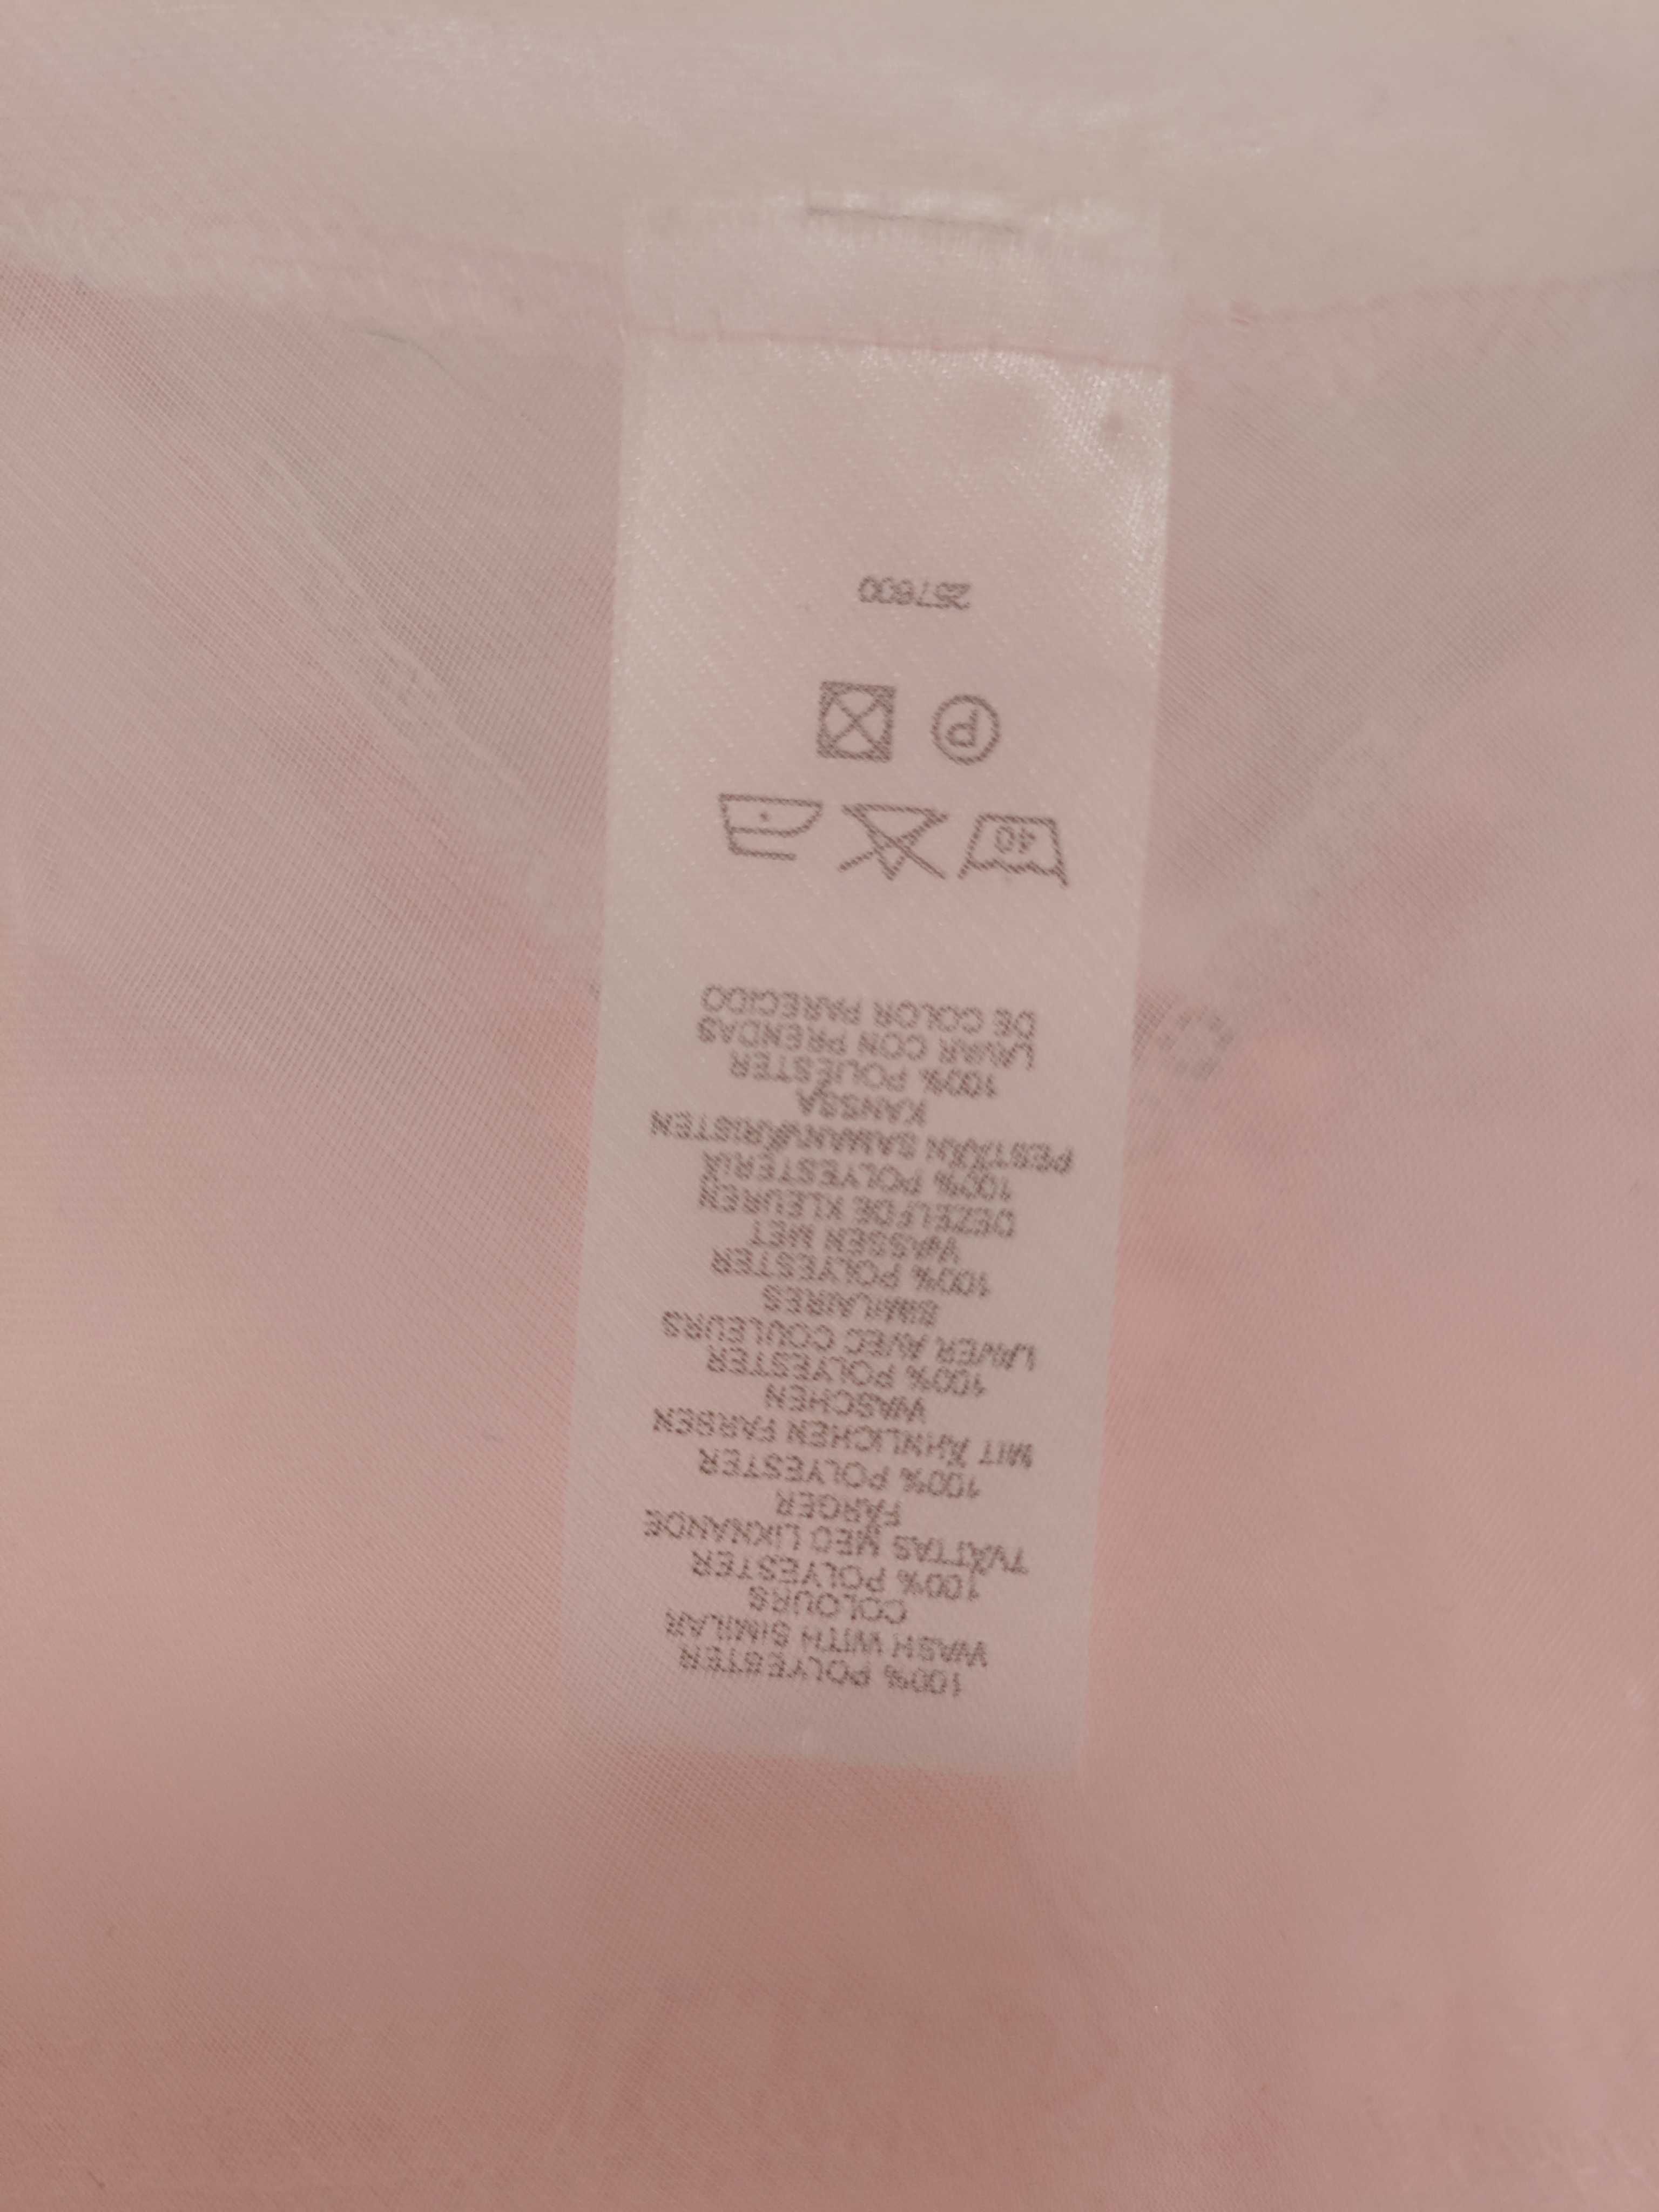 100% POLYESTER
WASH WITH SIMILAR
COLOURS
100% POLYESTER
TVÄTTAS MED LIKNANDE
FÄRGER
100% POLYESTER
MIT ÄHNLICHEN FARBEN
WASCHEN
100% POLYESTER
LAVER AVEC COULEURS
SIMILAIRES
100% POLYESTER
WASSEN MET
DEZELFDE KLEUREN
100% POLYESTERIÄ
PESTÄÄN SAMANVÄRISTEN
KANSSA
100% POLIÉSTER
LAVAR CON PRENDAS
DE COLOR PARECIDO
40
P
257600